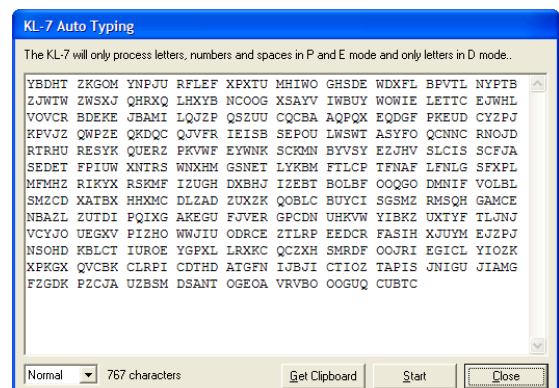 KL-7 Auto Typing
The KL-7 will only process letters, numbers and spaces in P and E mode and only letters in D mode..
YBDHT ZKGOM YNPJU RFLEF XPXTU MHIWO GHSDE WDXFL BPVTL NYPTB
ZJWTW ZWSXJ QHRXQ LHXYB NCOOG XSAYV IWBUY WOWIE LETTC EJWHL
VOVCR BDEKE JBAMI LQJZP QSZUU CQCBA AQPQX EQDGF PKEUD CYZPJ
KPVJZ QWPZE QKDQC QJVFR IEISB SEPOU LWSWT ASYFO QCNNC RNOJD
RTRHU RESYK QUERZ PKVWF EYWNK SCKMN BYVSY EZJHV SLCIS SCFJA
SEDET FPIUW XNTRS WNXHM GSNET LYKBM FTLCP TFNAF LFNLG SFXPL
MFMHZ RIKYX RSKMF IZUGH DXBHJ IZEBT BOLBF OOQGO DMNIF VOLBL
SMZCD XATBX HHXMC DLZAD ZUXZK QOBLC BUYCI SGSMZ RMSQH GAMCE
NBAZL ZUTDI PQIXG AKEGU FJVER GPCDN UHKVW YIBKZ UXTYF TLJNJ
VCYJO UEGXV PIZHO WWJIU ODRCE ZTLRP EEDCR FASIH XJUYM EJZPJ
NSOHD KBLCT IUROE YGPXL LRXKC QCZXH SMRDF OOJRI EGICL YIOZK
XPKGX QVCBK CLRPI CDTHD ATGFN IJBJI CTIOZ TAPIS JNIGU JIAMG
FZGDK PZCJA UZBSM DSANT OGEOA VRVBO OOGUQ CUBTC
Normal 767 characters Get Clipboard Start Close